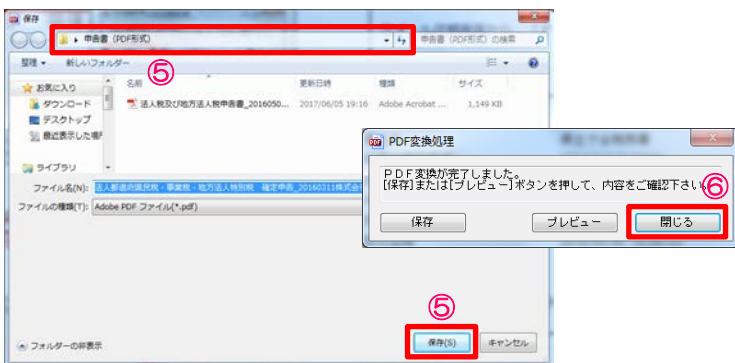 保存
申告書 (PDF形式)
申告書 (PDF形式) の検索
整理
新しいフォルダー
⑤
お気に入り
ダウンロード
デスクトップ
最近表示した場
ライブラリ
名前
更新日時
種類
サイズ
法人税及び地方法人税申告書_2016050...
2017/06/05 19:16
Adobe Acrobat ...
1,149 KB
ファイル名(N):
法人都道府県民税・事業税・地方法人特別税 確定申告_20160311株式会
ファイルの種類(T):
Adobe PDF ファイル(*.pdf)
PDF変換処理
PDF変換が完了しました。
[保存]または[プレビュー]ボタンを押して、内容をご確認下さい
⑥
保存
プレビュー
閉じる
⑤
フォルダーの非表示
保存(S)
キャンセル